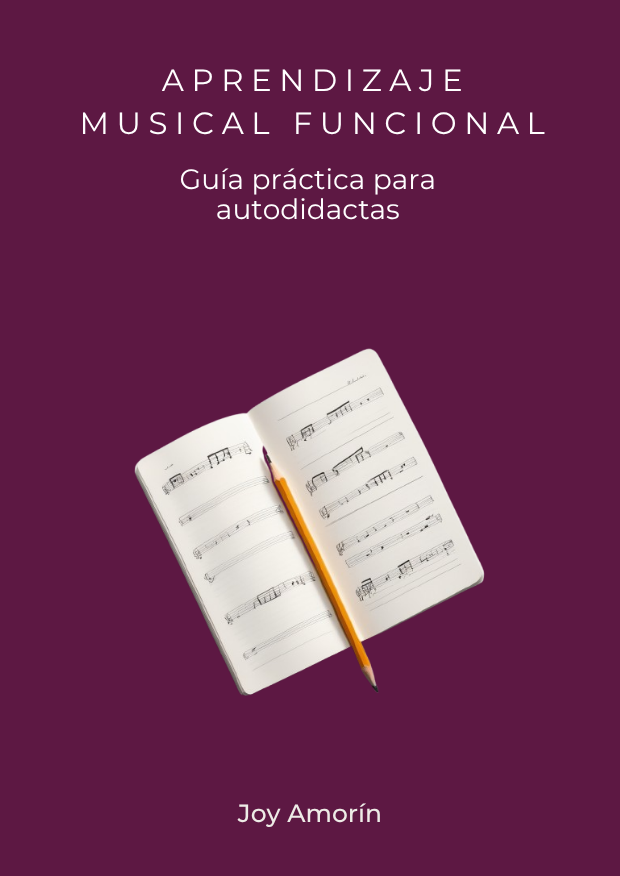 APRENDIZAJE
MUSICAL FUNCIONAL
Guía práctica para
autodidactas
Joy Amorín